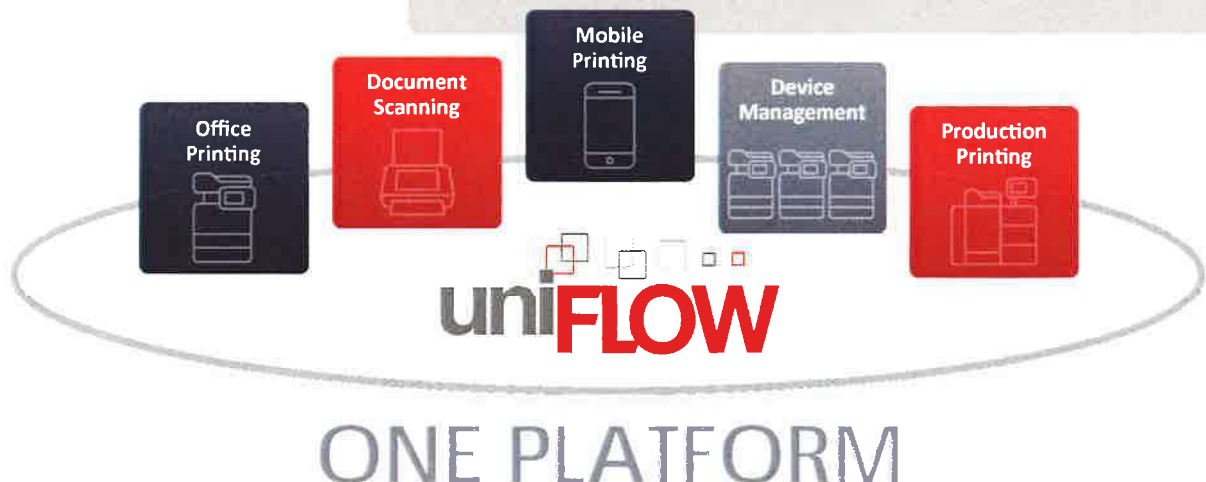 Office
Printing
Document
Scanning
Mobile
Printing
Device
Management
Production
Printing
uniFLOW
ONE PLATFORM